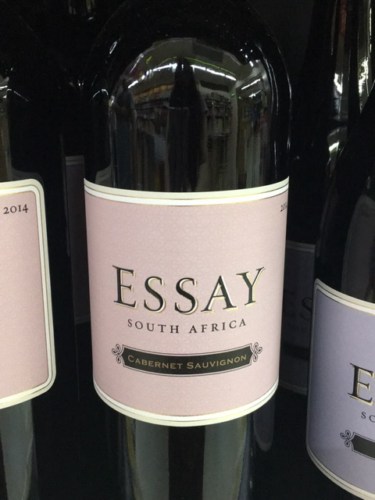 2014
ESSAY
SOUTH AFRICA
CABERNET SAUVIGNON